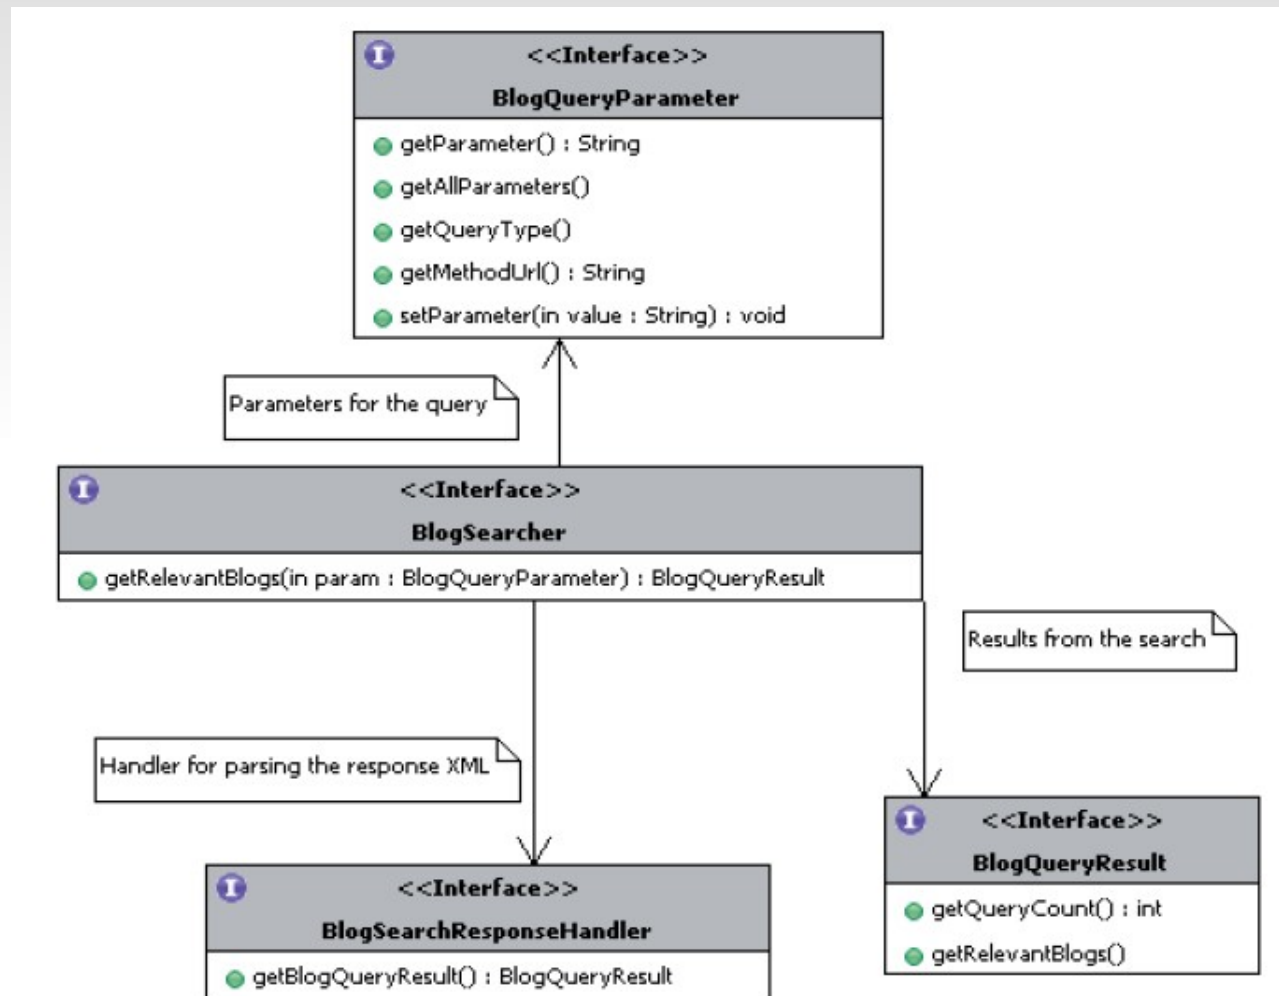 <<Interface>>
BlogQueryParameter
getParameter() : String
getAllParameters()
getQueryType()
getMethodUrl() : String
setParameter(in value : String) : void
Parameters for the query
I
<<Interface>>
BlogSearcher
getRelevantBlogs(in param : BlogQueryParameter) : BlogQueryResult
Results from the search
Handler for parsing the response XML
I
<<Interface>>
BlogQueryResult
getQueryCount() : int
getRelevantBlogs()
I
<<Interface>>
BlogSearchResponseHandler
getBlogQueryResult() : BlogQueryResult
I